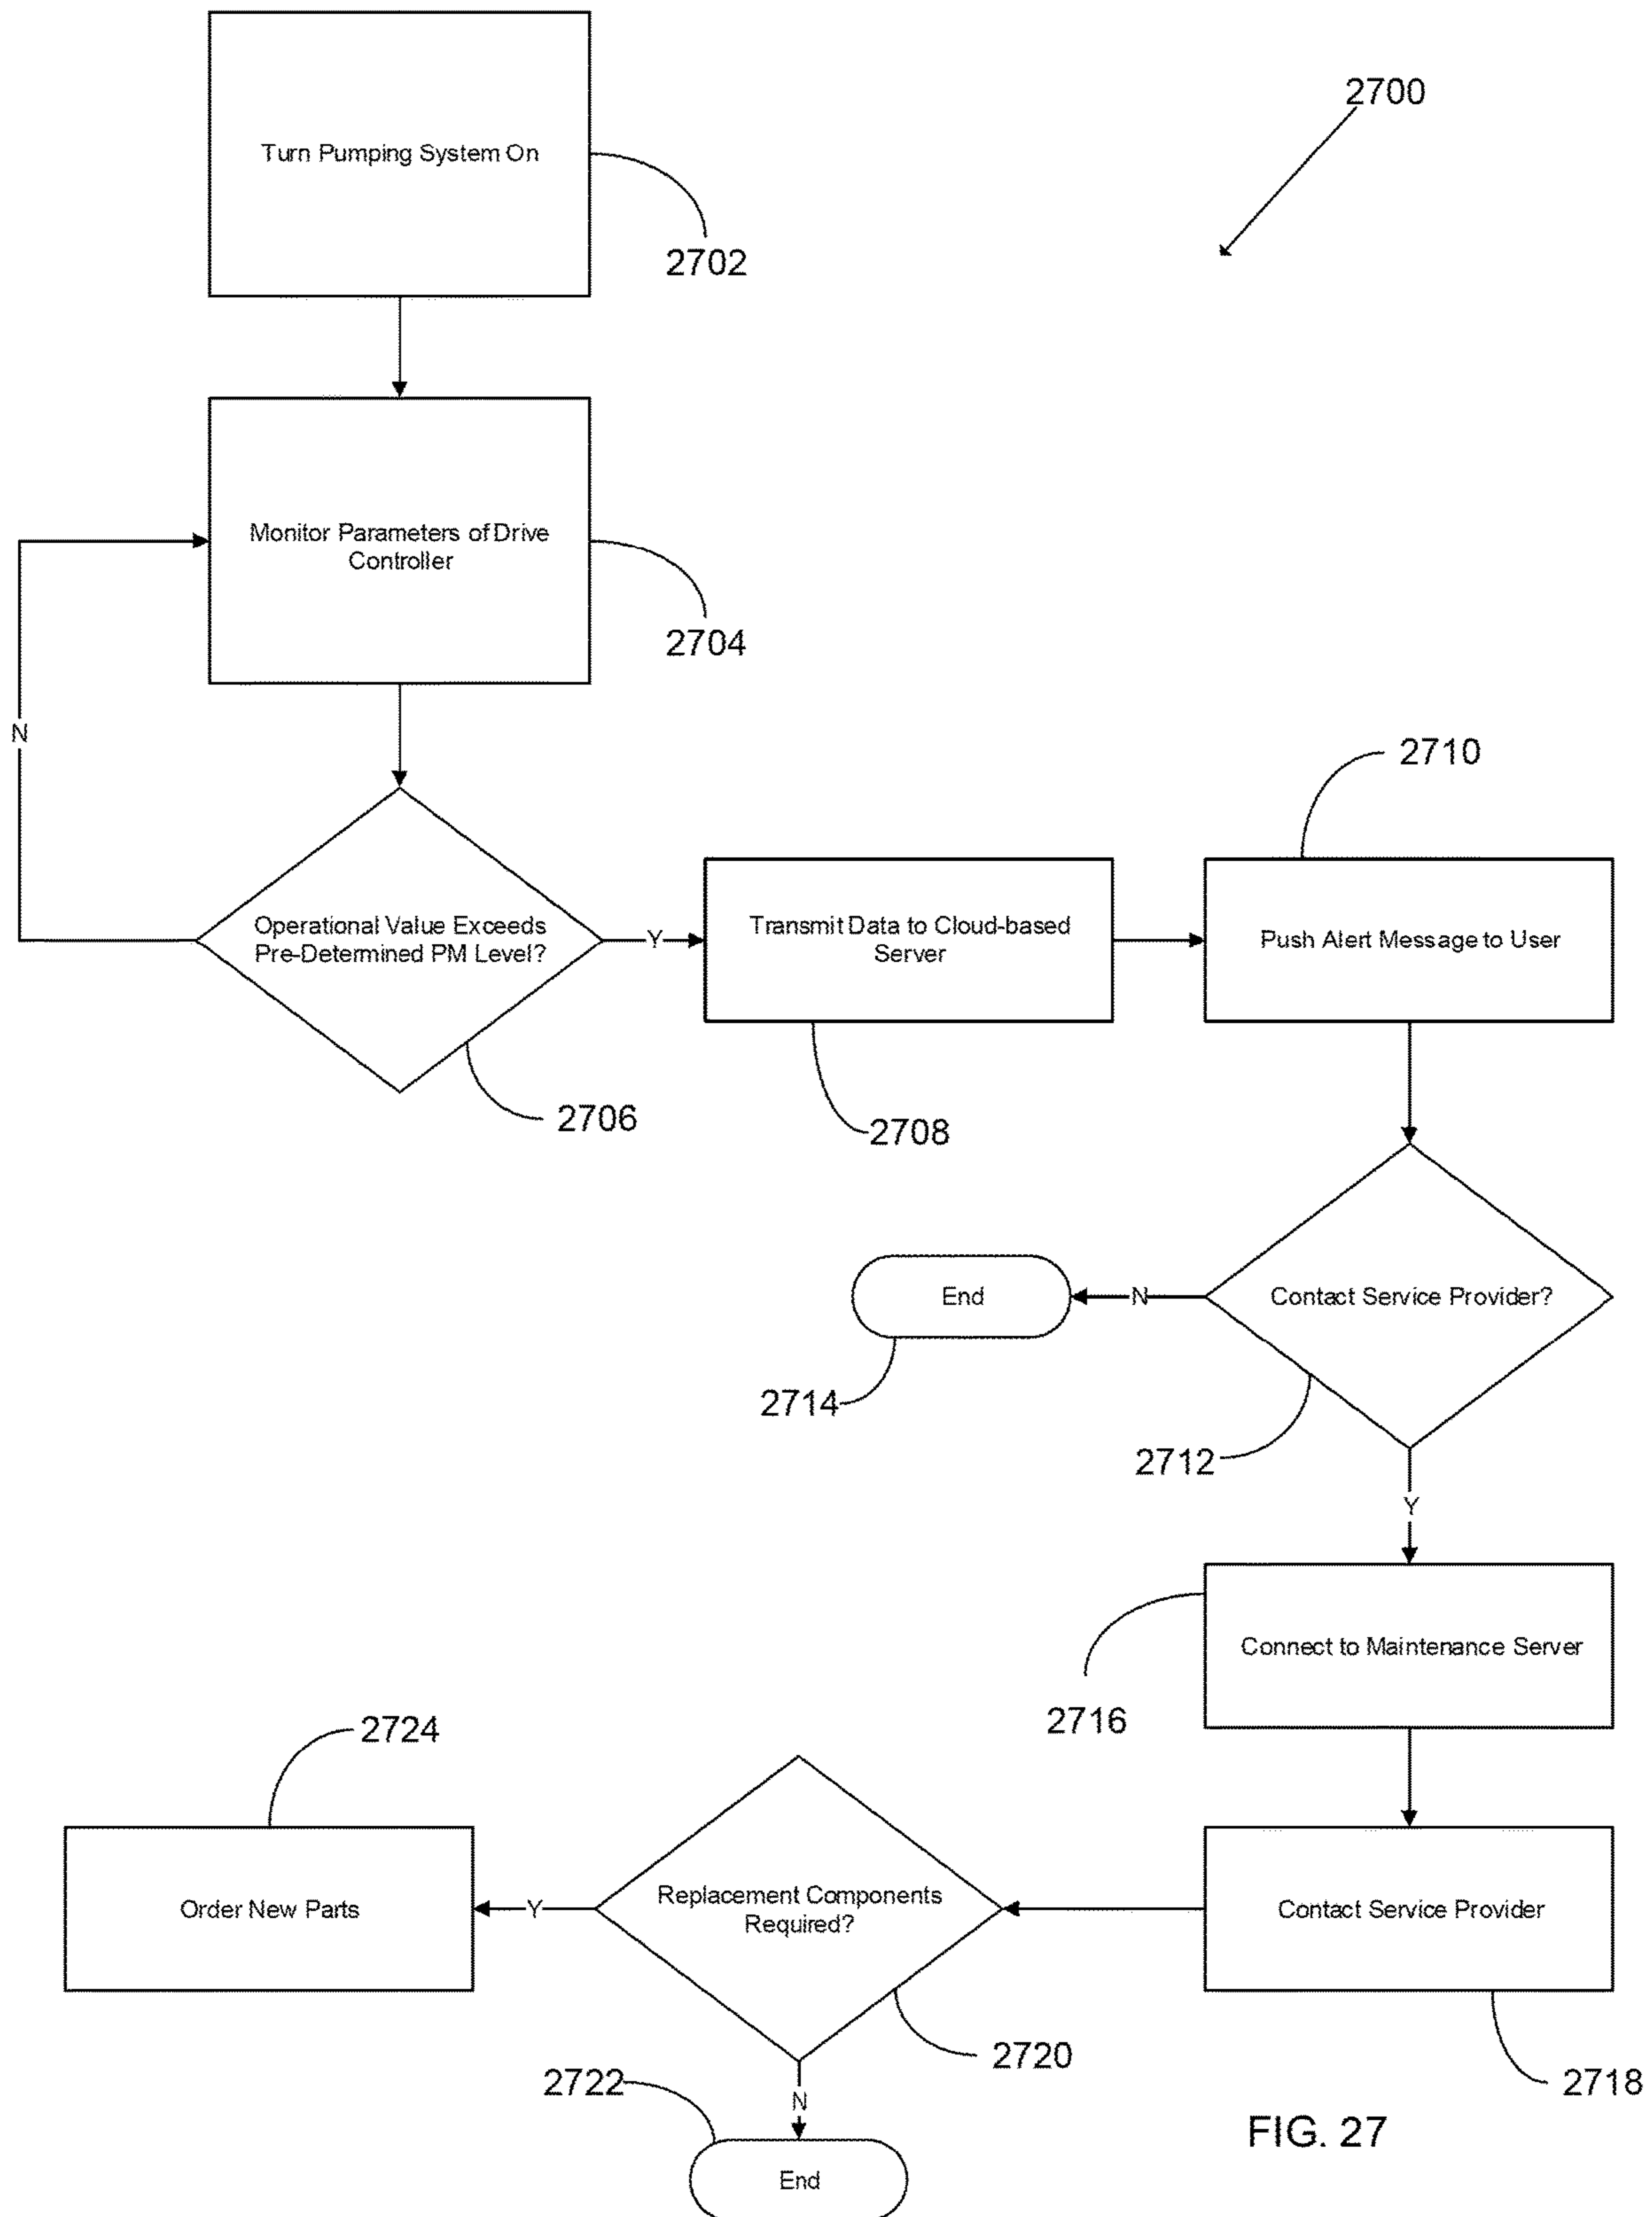 2700
Turn Pumping System On
2702
Monitor Parameters of Drive
Controller
2704
N
2710
Operational Value Exceeds
Pre-Determined PM Level?
Y
Transmit Data to Cloud-based
Server
Push Alert Message to User
2706
2708
End
N
Contact Service Provider?
2714
2712
Y
Connect to Maintenance Server
2716
2724
Order New Parts
Y
Replacement Components
Required?
Contact Service Provider
2720
2722
N
2718
FIG. 27
End